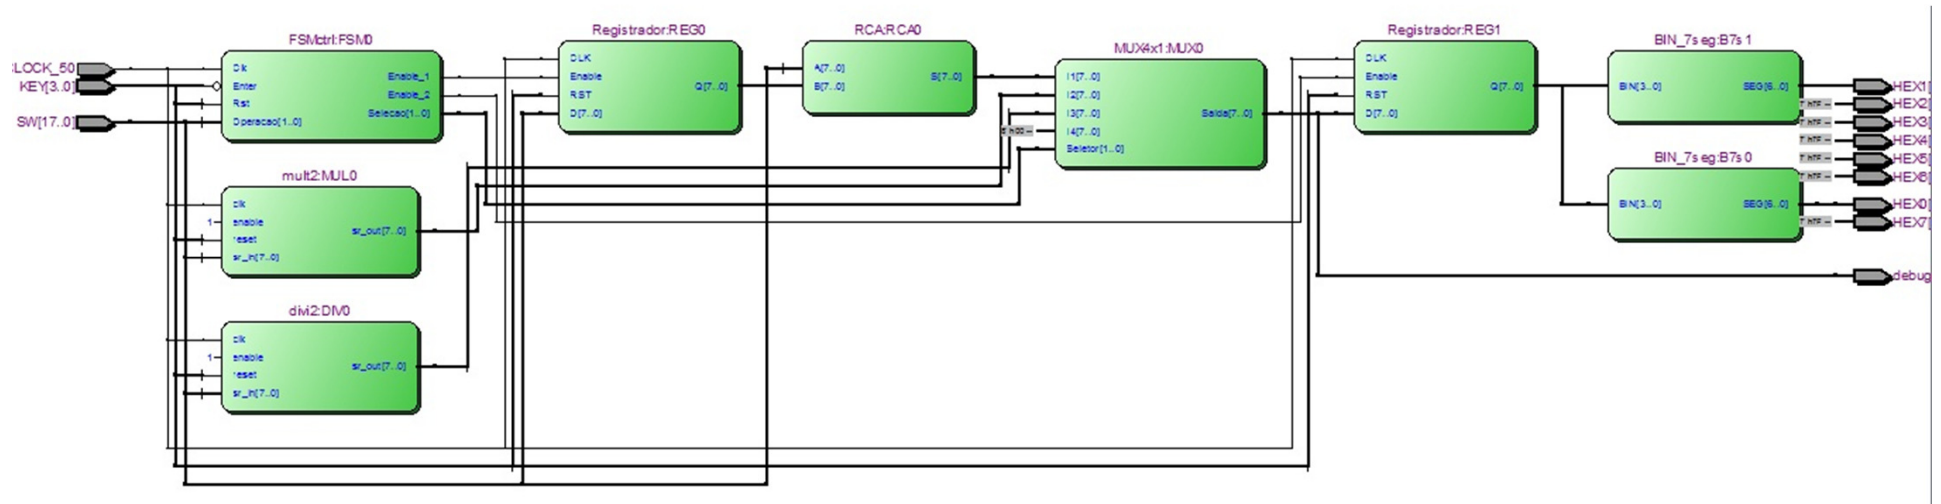 LOCK_50
KEY[3..0]
SW[17..0]
FSMctrl:FSM0
Clk
Enter
Rst
Operacao[1..0]
Enable_1
Enable_2
Selecao[1..0]
mult2:MUL0
clk
1
enable
reset
sr_in[7..0]
sr_out[7..0]
divi2:DIV0
clk
1
enable
reset
sr_in[7..0]
sr_out[7..0]
Registrador:REG0
CLK
Enable
RST
D[7..0]
Q[7..0]
RCA:RCA0
A[7..0]
B[7..0]
S[7..0]
MUX4x1:MUX0
I1[7..0]
I2[7..0]
I3[7..0]
I4[7..0]
Seletor[1..0]
Saida[7..0]
Registrador:REG1
CLK
Enable
RST
D[7..0]
Q[7..0]
BIN_7seg:B7s1
BIN[3..0]
SEG[6..0]
BIN_7seg:B7s0
BIN[3..0]
SEG[6..0]
HEX1[
HEX2[
HEX3[
HEX4[
HEX5[
HEX6[
HEX0[
HEX7[
debug